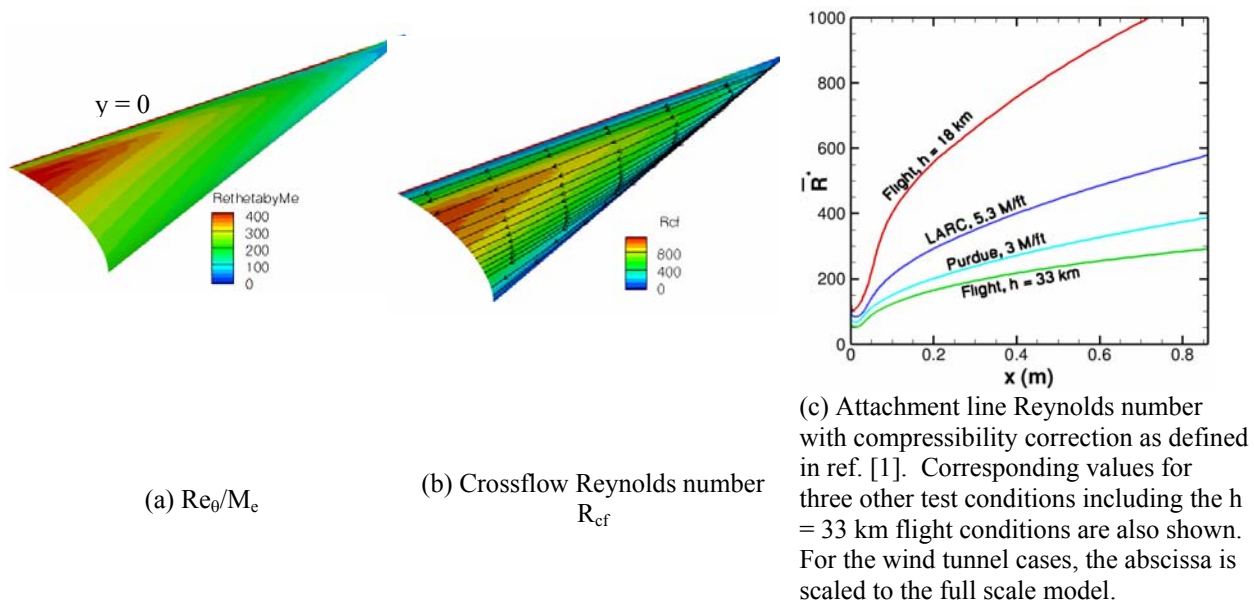 y = 0
RethetabyMe
400
300
200
100
0
(a) Reθ/Me
Rcf
800
400
0
(b) Crossflow Reynolds number
Rcf
1000
800
600
400
200
0
R̄*
Flight, h = 18 km
LARC, 5.3 M/ft
Purdue, 3 M/ft
Flight, h = 33 km
0 0.2 0.4 0.6 0.8
x (m)
(c) Attachment line Reynolds number
with compressibility correction as defined
in ref. [1]. Corresponding values for
three other test conditions including the h
= 33 km flight conditions are also shown.
For the wind tunnel cases, the abscissa is
scaled to the full scale model.